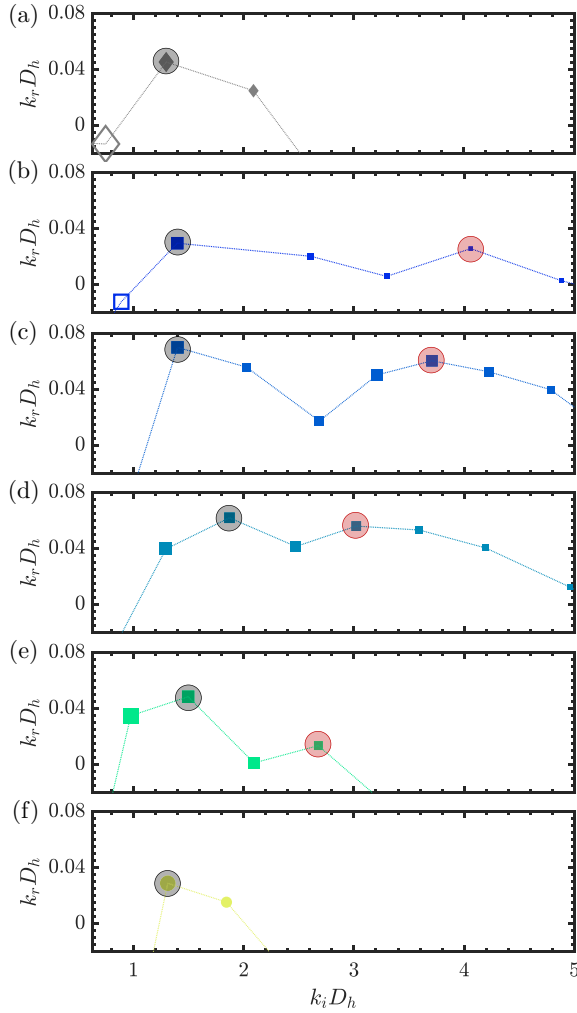 (a)
0.08
0.04
0
k_r D_h
(b)
0.08
0.04
0
k_r D_h
(c)
0.08
0.04
0
k_r D_h
(d)
0.08
0.04
0
k_r D_h
(e)
0.08
0.04
0
k_r D_h
(f)
0.08
0.04
0
k_r D_h
1 2 3 4 5
k_i D_h